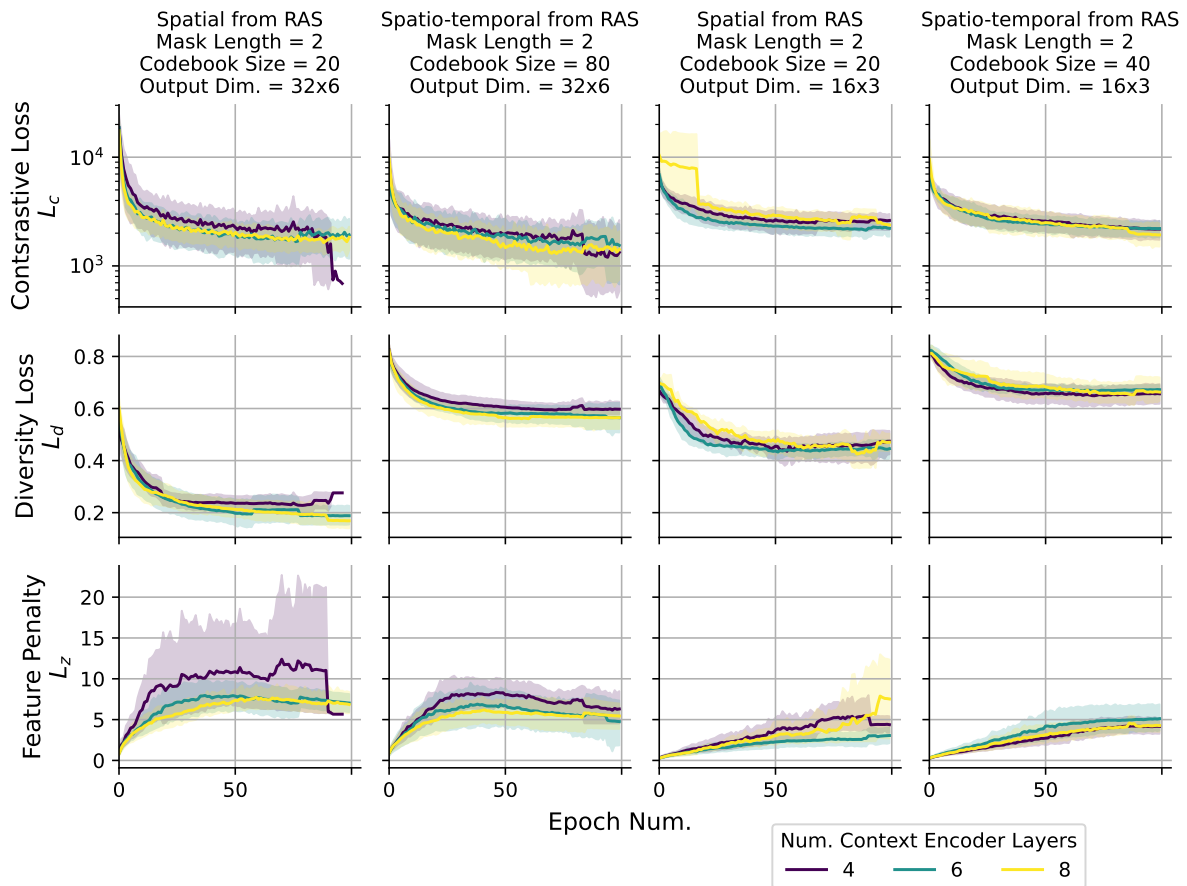 Spatial from RAS
Mask Length = 2
Codebook Size = 20
Output Dim. = 32x6
Spatio-temporal from RAS
Mask Length = 2
Codebook Size = 80
Output Dim. = 32x6
Spatial from RAS
Mask Length = 2
Codebook Size = 20
Output Dim. = 16x3
Spatio-temporal from RAS
Mask Length = 2
Codebook Size = 40
Output Dim. = 16x3
Contsrastive Loss
L_c
10^4
10^3
Diversity Loss
L_d
0.8
0.6
0.4
0.2
Feature Penalty
L_z
20
15
10
5
0
0 50
0 50
0 50
0 50
Epoch Num.
Num. Context Encoder Layers
4 6 8